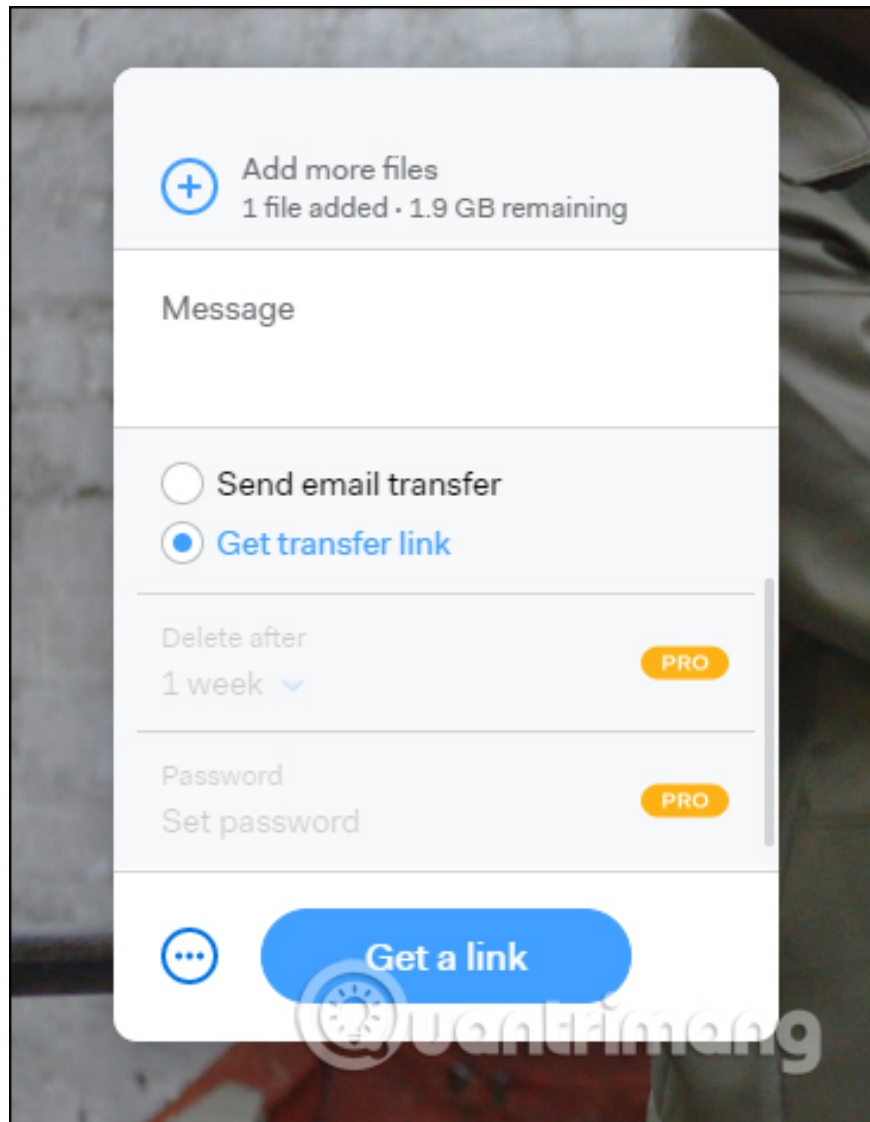 Add more files
1 file added · 1.9 GB remaining
Message
Send email transfer
Get transfer link
Delete after
1 week
PRO
Password
Set password
PRO
Get a link
Quantrimang